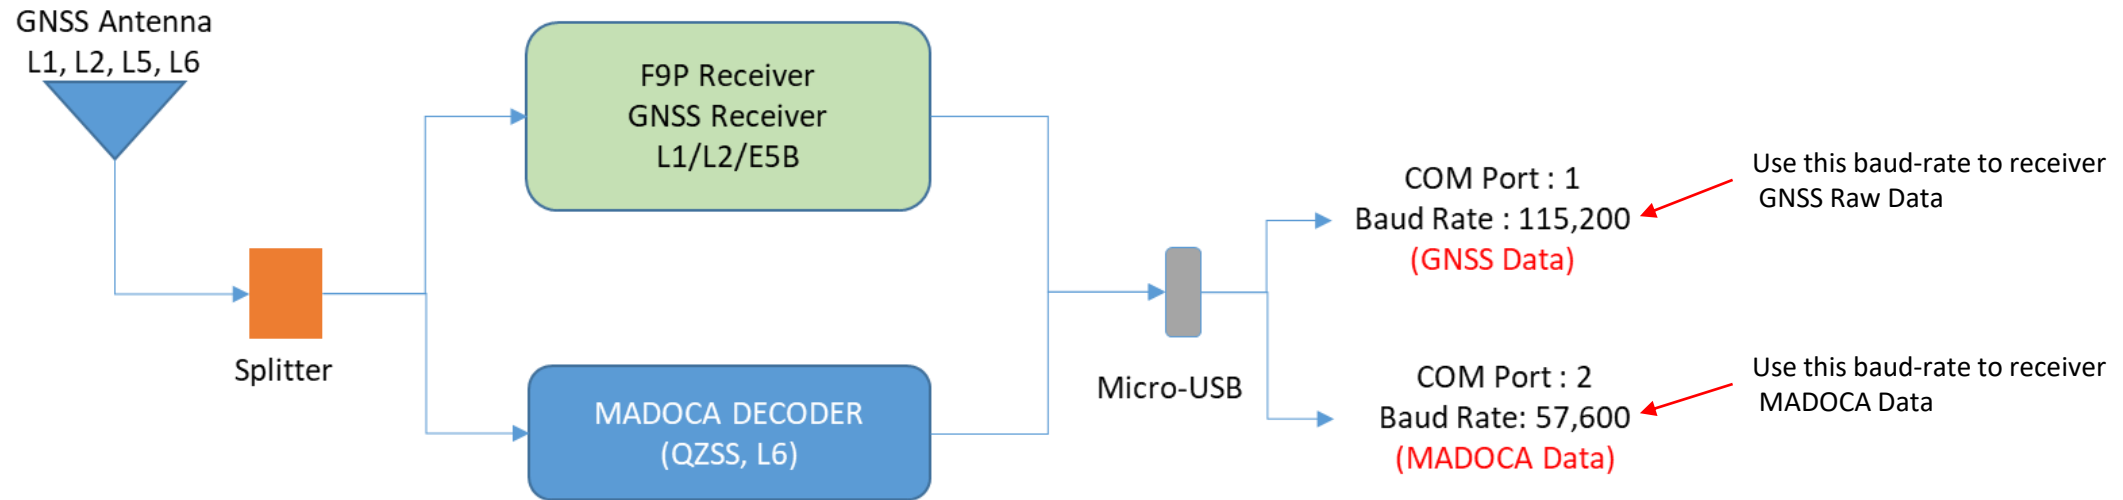 GNSS Antenna
L1, L2, L5, L6
F9P Receiver
GNSS Receiver
L1/L2/E5B
Splitter
MADOCA DECODER
(QZSS, L6)
Micro-USB
COM Port : 1
Baud Rate : 115,200
(GNSS Data)
Use this baud-rate to receiver
GNSS Raw Data
COM Port : 2
Baud Rate: 57,600
(MADOCA Data)
Use this baud-rate to receiver
MADOCA Data